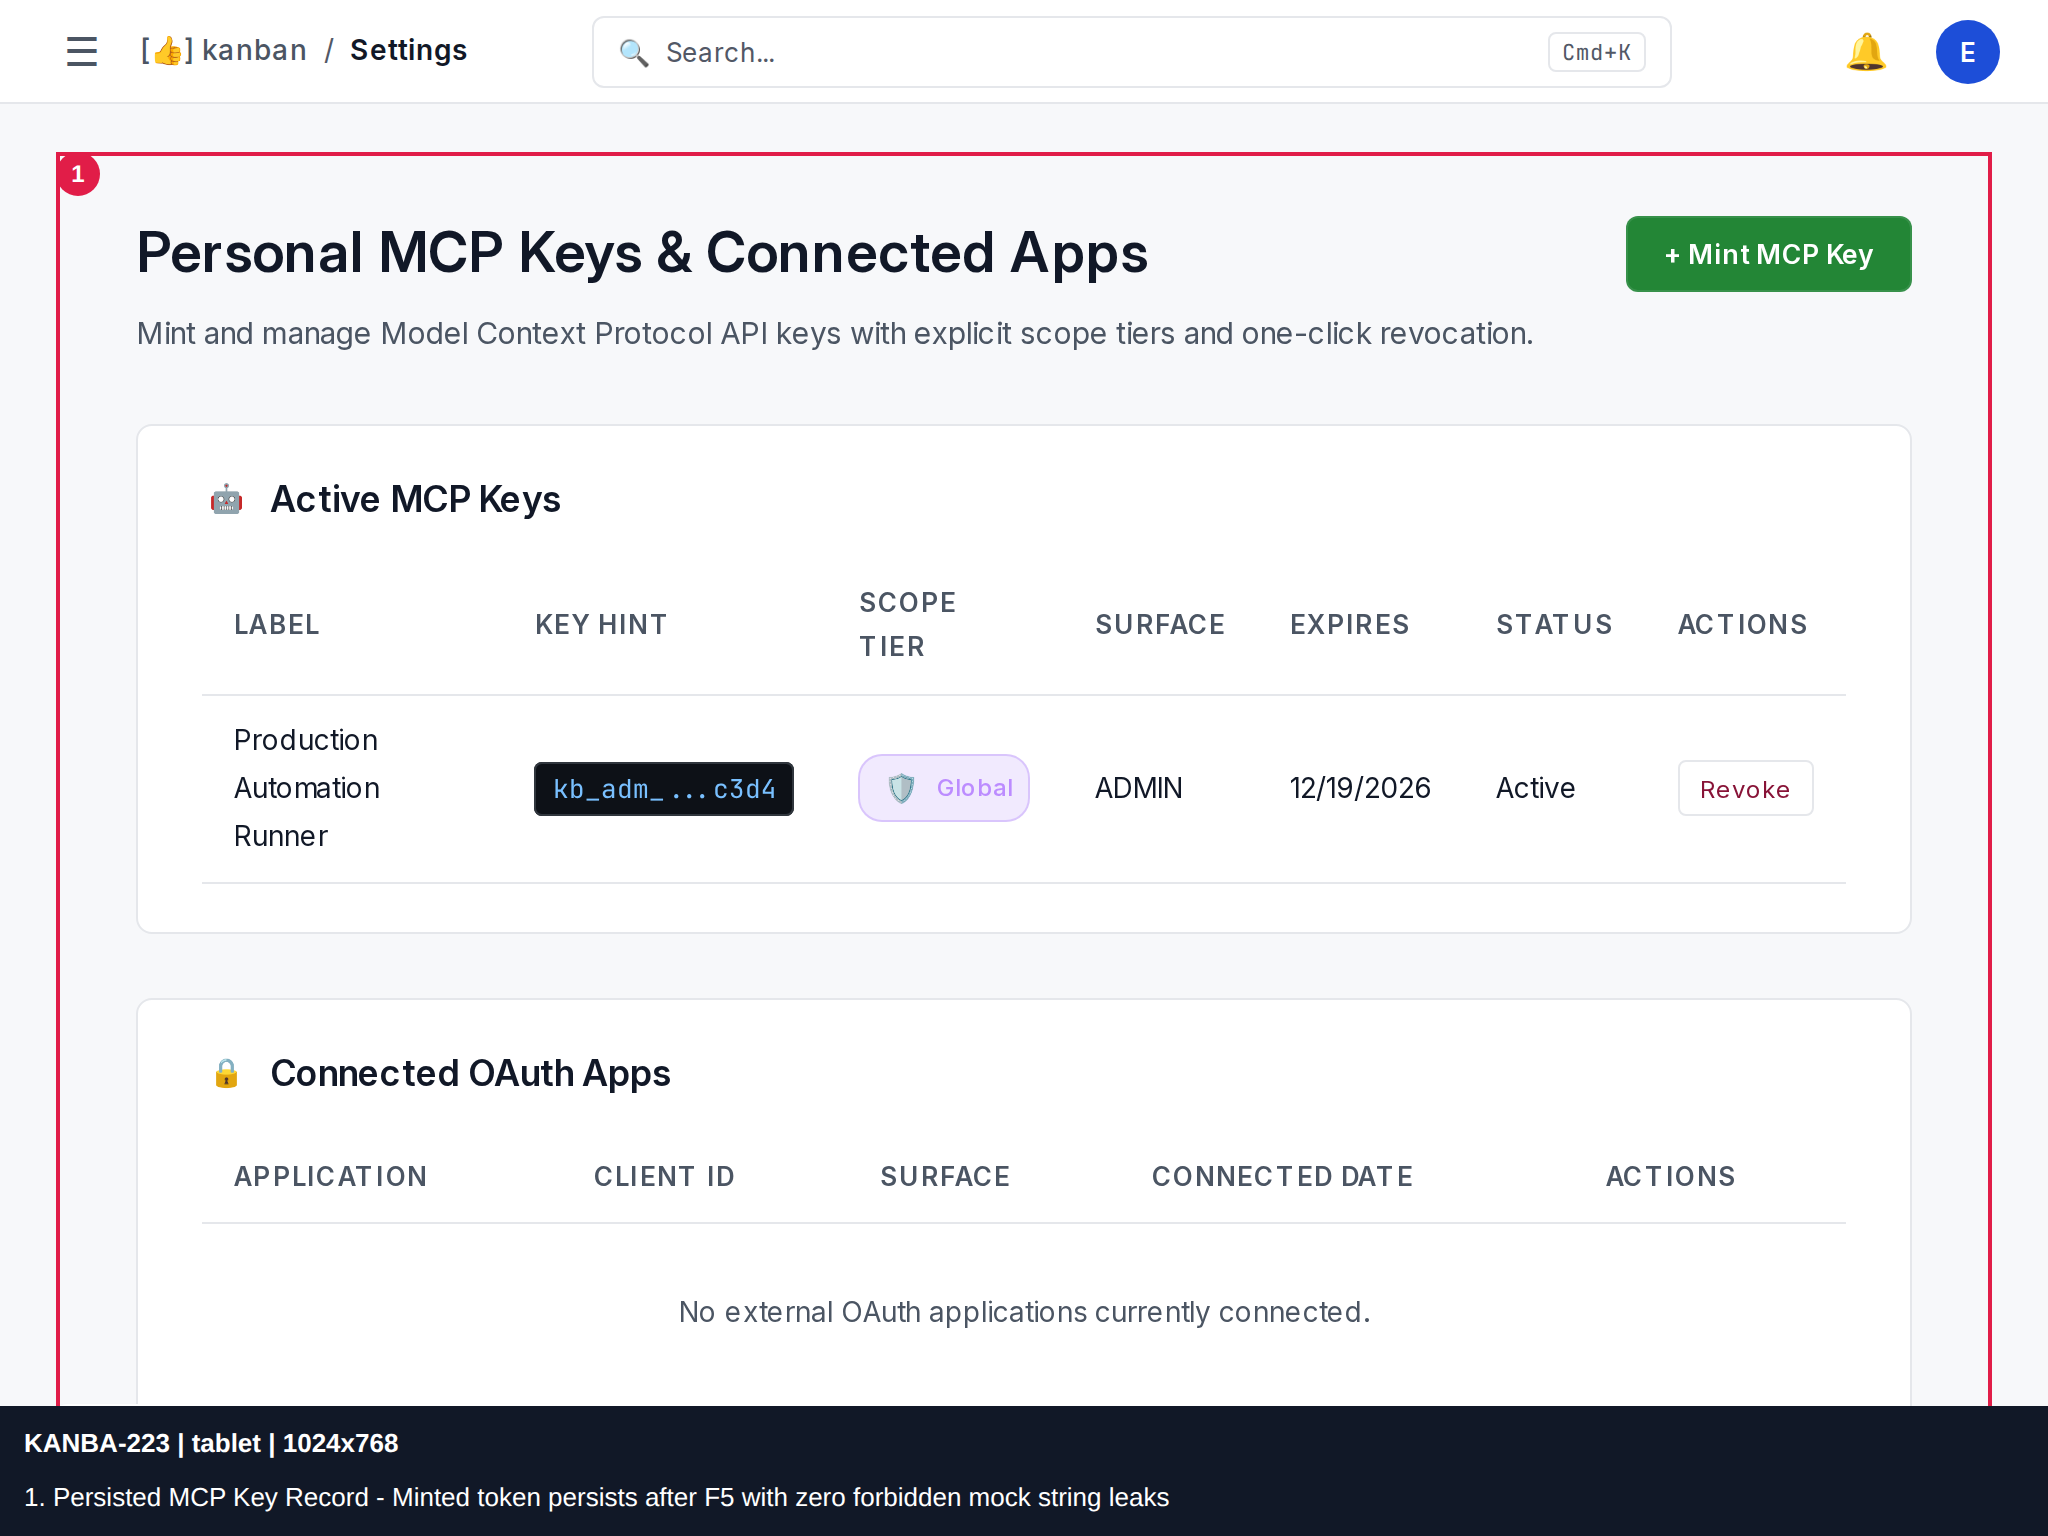 ☰ [👍] kanban / Settings
🔍 Search... Cmd+K
🔔 E
1
Personal MCP Keys & Connected Apps
+ Mint MCP Key
Mint and manage Model Context Protocol API keys with explicit scope tiers and one-click revocation.
🤖 Active MCP Keys
LABEL KEY HINT SCOPE TIER SURFACE EXPIRES STATUS ACTIONS
Production Automation Runner kb_adm_...c3d4 🛡️ Global ADMIN 12/19/2026 Active Revoke
🔒 Connected OAuth Apps
APPLICATION CLIENT ID SURFACE CONNECTED DATE ACTIONS
No external OAuth applications currently connected.
KANBA-223 | tablet | 1024x768
1. Persisted MCP Key Record - Minted token persists after F5 with zero forbidden mock string leaks